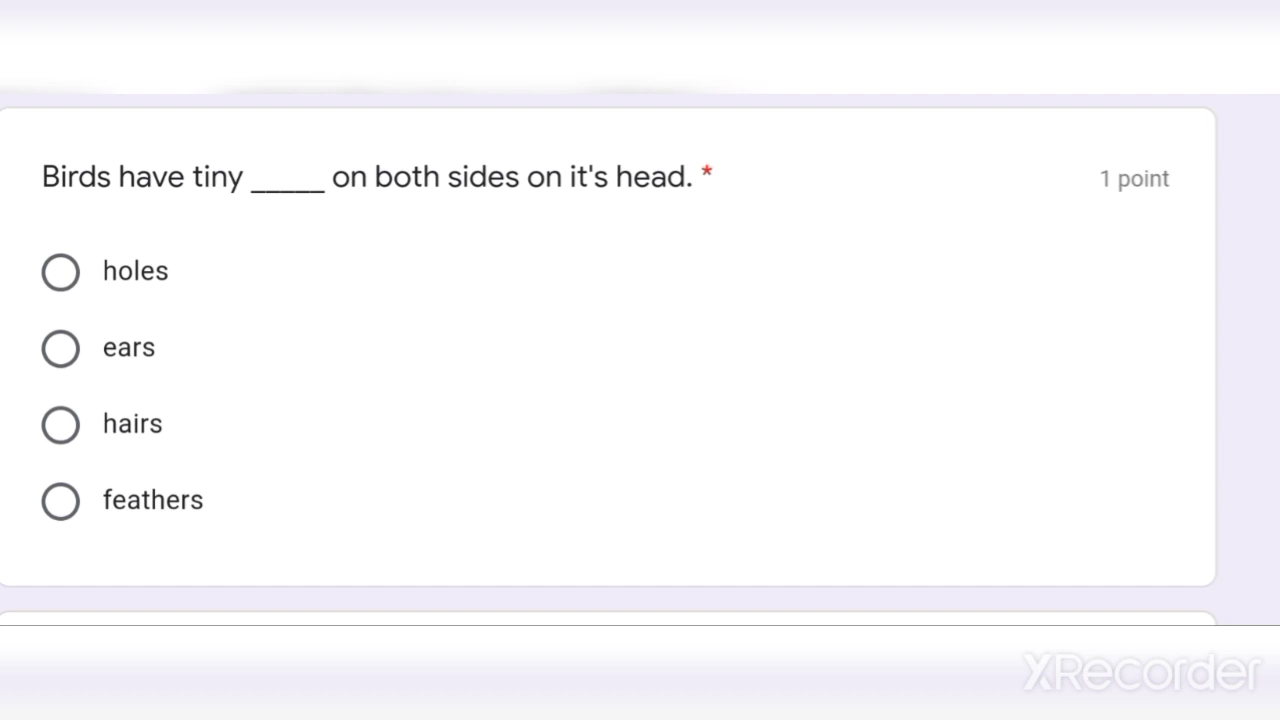 Birds have tiny _____ on both sides on it's head. *
1 point
holes
ears
hairs
feathers
XRecorder